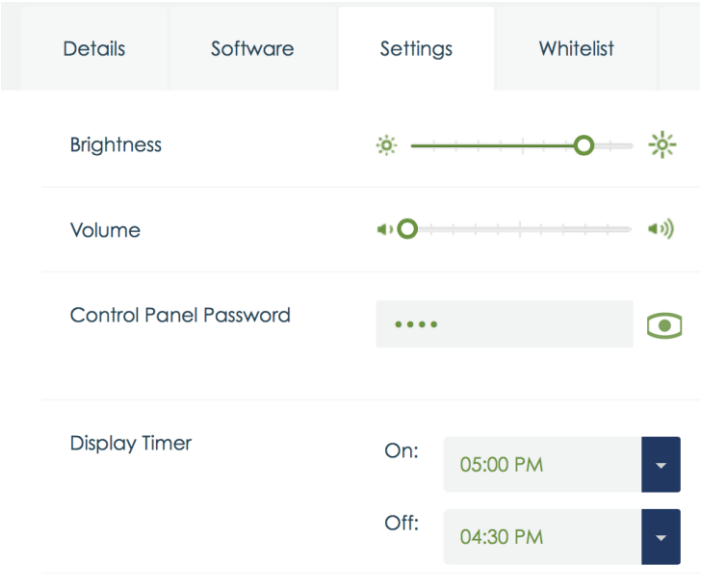 Details Software Settings Whitelist
Brightness
Volume
Control Panel Password ••••
Display Timer On: 05:00 PM
Off: 04:30 PM